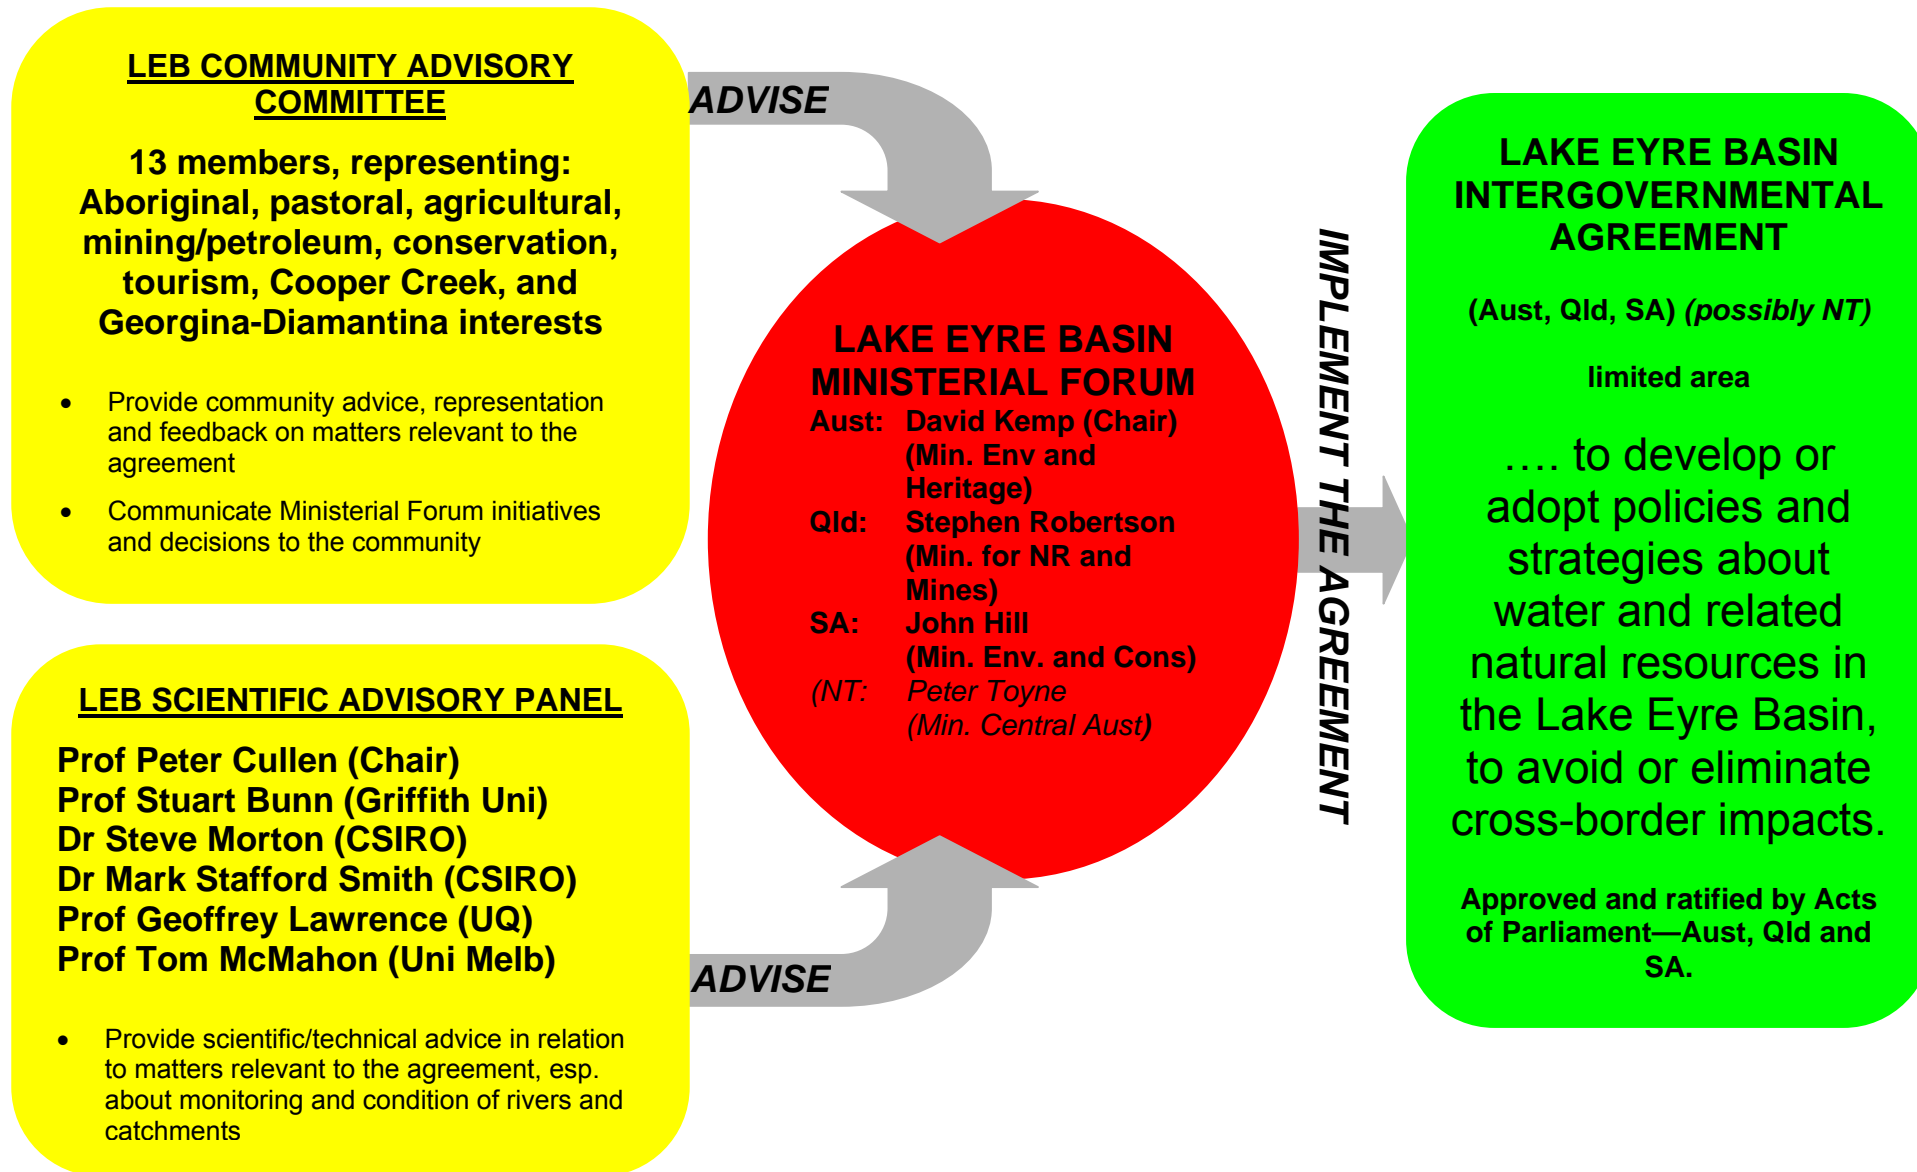 LEB COMMUNITY ADVISORY
COMMITTEE
13 members, representing:
Aboriginal, pastoral, agricultural,
mining/petroleum, conservation,
tourism, Cooper Creek, and
Georgina-Diamantina interests
• Provide community advice, representation
and feedback on matters relevant to the
agreement
• Communicate Ministerial Forum initiatives
and decisions to the community
LEB SCIENTIFIC ADVISORY PANEL
Prof Peter Cullen (Chair)
Prof Stuart Bunn (Griffith Uni)
Dr Steve Morton (CSIRO)
Dr Mark Stafford Smith (CSIRO)
Prof Geoffrey Lawrence (UQ)
Prof Tom McMahon (Uni Melb)
• Provide scientific/technical advice in relation
to matters relevant to the agreement, esp.
about monitoring and condition of rivers and
catchments
ADVISE
ADVISE
LAKE EYRE BASIN
MINISTERIAL FORUM
Aust: David Kemp (Chair)
(Min. Env and
Heritage)
Qld: Stephen Robertson
(Min. for NR and
Mines)
SA: John Hill
(Min. Env. and Cons)
(NT: Peter Toyne
(Min. Central Aust)
IMPLEMENT THE AGREEMENT
LAKE EYRE BASIN
INTERGOVERNMENTAL
AGREEMENT
(Aust, Qld, SA) (possibly NT)
limited area
…. to develop or
adopt policies and
strategies about
water and related
natural resources in
the Lake Eyre Basin,
to avoid or eliminate
cross-border impacts.
Approved and ratified by Acts
of Parliament—Aust, Qld and
SA.